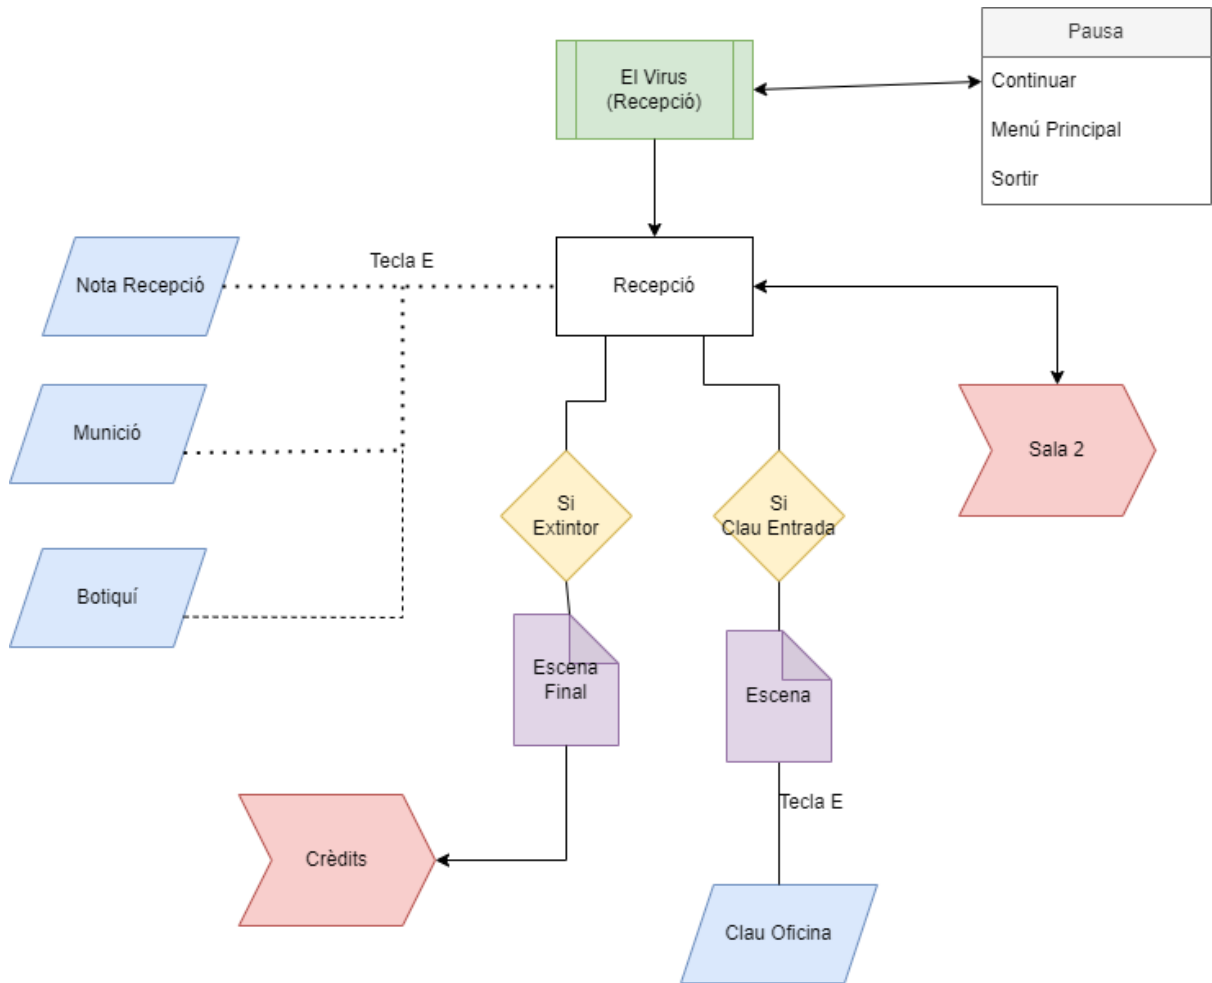 Pausa
El Virus
(Recepció)
Continuar
Menú Principal
Sortir
Tecla E
Nota Recepció
Recepció
Munició
Sala 2
Si
Extintor
Si
Clau Entrada
Botiquí
Escena
Final
Escena
Tecla E
Crèdits
Clau Oficina